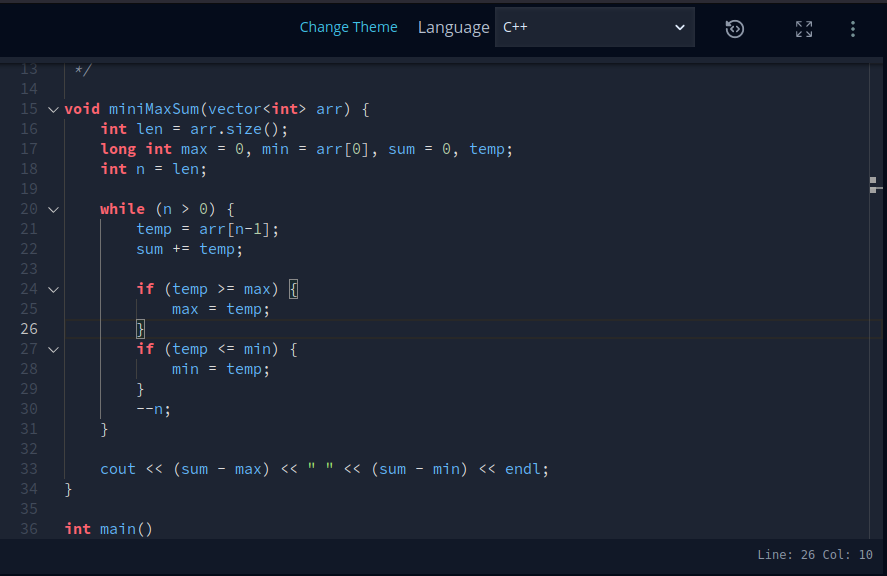 Change Theme Language C++
13 */
14
15 void miniMaxSum(vector<int> arr) {
16 int len = arr.size();
17 long int max = 0, min = arr[0], sum = 0, temp;
18 int n = len;
19
20 while (n > 0) {
21 temp = arr[n-1];
22 sum += temp;
23
24 if (temp >= max) {
25 max = temp;
26 }
27 if (temp <= min) {
28 min = temp;
29 }
30 --n;
31 }
32
33 cout << (sum - max) << " " << (sum - min) << endl;
34 }
35
36 int main()
Line: 26 Col: 10